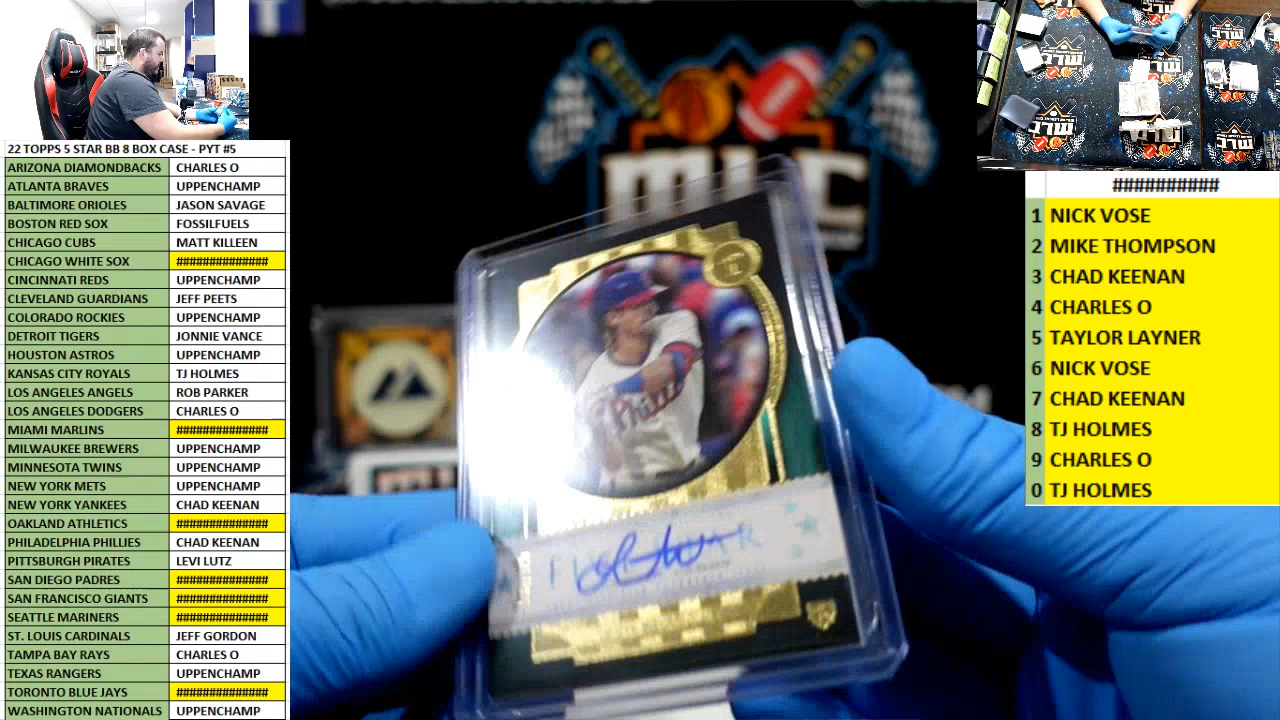 22 TOPPS 5 STAR BB 8 BOX CASE - PYT #5
ARIZONA DIAMONDBACKS CHARLES O
ATLANTA BRAVES UPPENCHAMP
BALTIMORE ORIOLES JASON SAVAGE
BOSTON RED SOX FOSSILFUELS
CHICAGO CUBS MATT KILLEEN
CHICAGO WHITE SOX ##############
CINCINNATI REDS UPPENCHAMP
CLEVELAND GUARDIANS JEFF PEETS
COLORADO ROCKIES UPPENCHAMP
DETROIT TIGERS JONNIE VANCE
HOUSTON ASTROS UPPENCHAMP
KANSAS CITY ROYALS TJ HOLMES
LOS ANGELES ANGELS ROB PARKER
LOS ANGELES DODGERS CHARLES O
MIAMI MARLINS ##############
MILWAUKEE BREWERS UPPENCHAMP
MINNESOTA TWINS UPPENCHAMP
NEW YORK METS UPPENCHAMP
NEW YORK YANKEES CHAD KEENAN
OAKLAND ATHLETICS ##############
PHILADELPHIA PHILLIES CHAD KEENAN
PITTSBURGH PIRATES LEVI LUTZ
SAN DIEGO PADRES ##############
SAN FRANCISCO GIANTS ##############
SEATTLE MARINERS ##############
ST. LOUIS CARDINALS JEFF GORDON
TAMPA BAY RAYS CHARLES O
TEXAS RANGERS UPPENCHAMP
TORONTO BLUE JAYS ##############
WASHINGTON NATIONALS UPPENCHAMP
MLC
Phillies
##########
1 NICK VOSE
2 MIKE THOMPSON
3 CHAD KEENAN
4 CHARLES O
5 TAYLOR LAYNER
6 NICK VOSE
7 CHAD KEENAN
8 TJ HOLMES
9 CHARLES O
0 TJ HOLMES